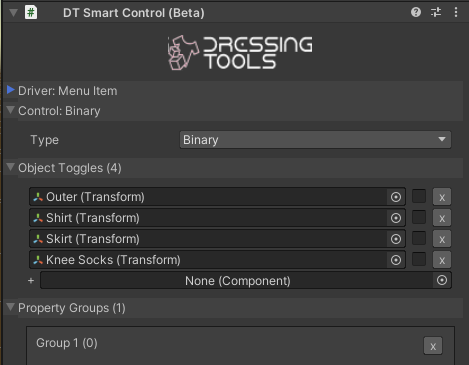 DT Smart Control (Beta)
DRESSING
TOOLS
Driver: Menu Item
Control: Binary
Type Binary
Object Toggles (4)
Outer (Transform) x
Shirt (Transform) x
Skirt (Transform) x
Knee Socks (Transform) x
+ None (Component)
Property Groups (1)
Group 1 (0) x